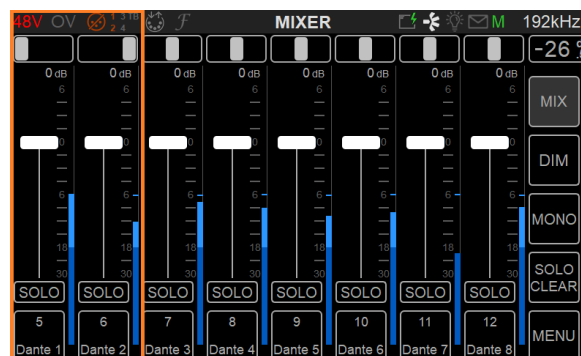 48V OV 1 3 TB 2 4 F MIXER M 192kHz
-26
0 dB 0 dB 0 dB 0 dB 0 dB 0 dB 0 dB 0 dB
6 6 6 6 6 6 6 6
MIX
0 0 0 0 0 0 0 0
DIM
6 6 6 6 6 6 6 6
MONO
18 18 18 18 18 18 18 18
30 30 30 30 30 30 30 30
SOLO SOLO SOLO SOLO SOLO SOLO SOLO SOLO
SOLO
CLEAR
5 6 7 8 9 10 11 12
MENU
Dante 1 Dante 2 Dante 3 Dante 4 Dante 5 Dante 6 Dante 7 Dante 8